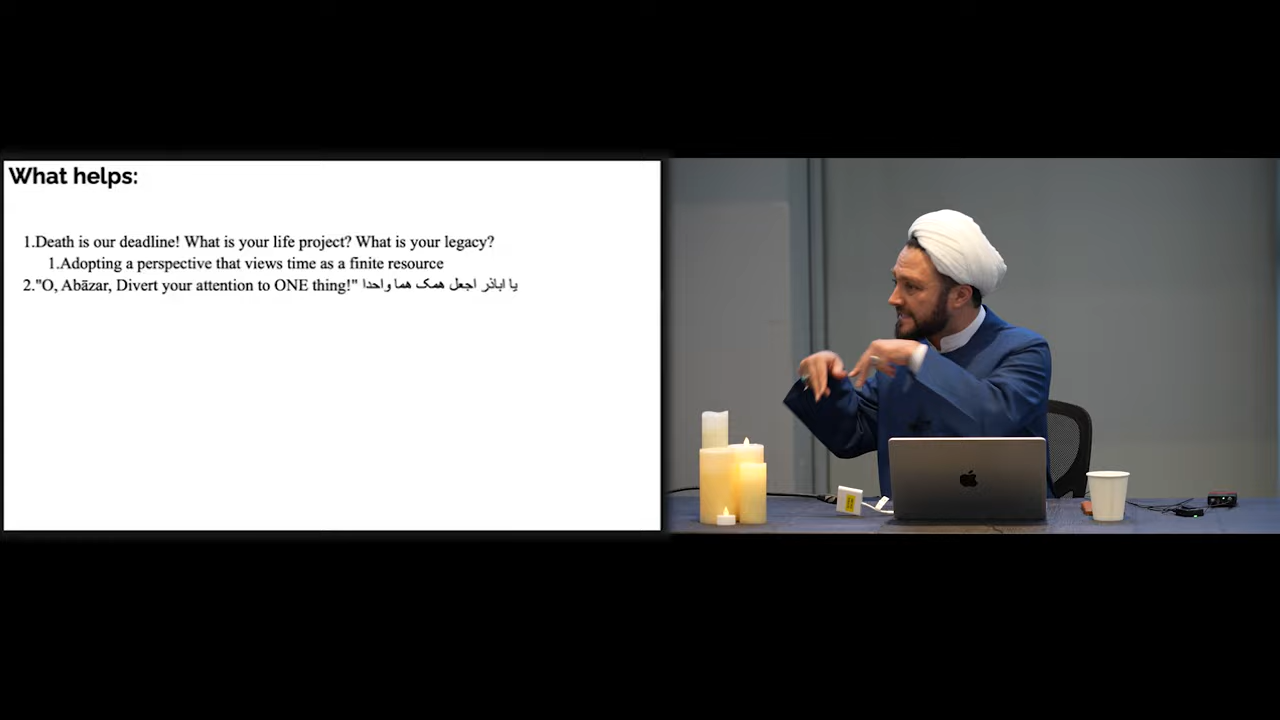 What helps:
1.Death is our deadline! What is your life project? What is your legacy?
1.Adopting a perspective that views time as a finite resource
2."O, Abāzar, Divert your attention to ONE thing!" يا اباذر اجعل همک هما واحدا